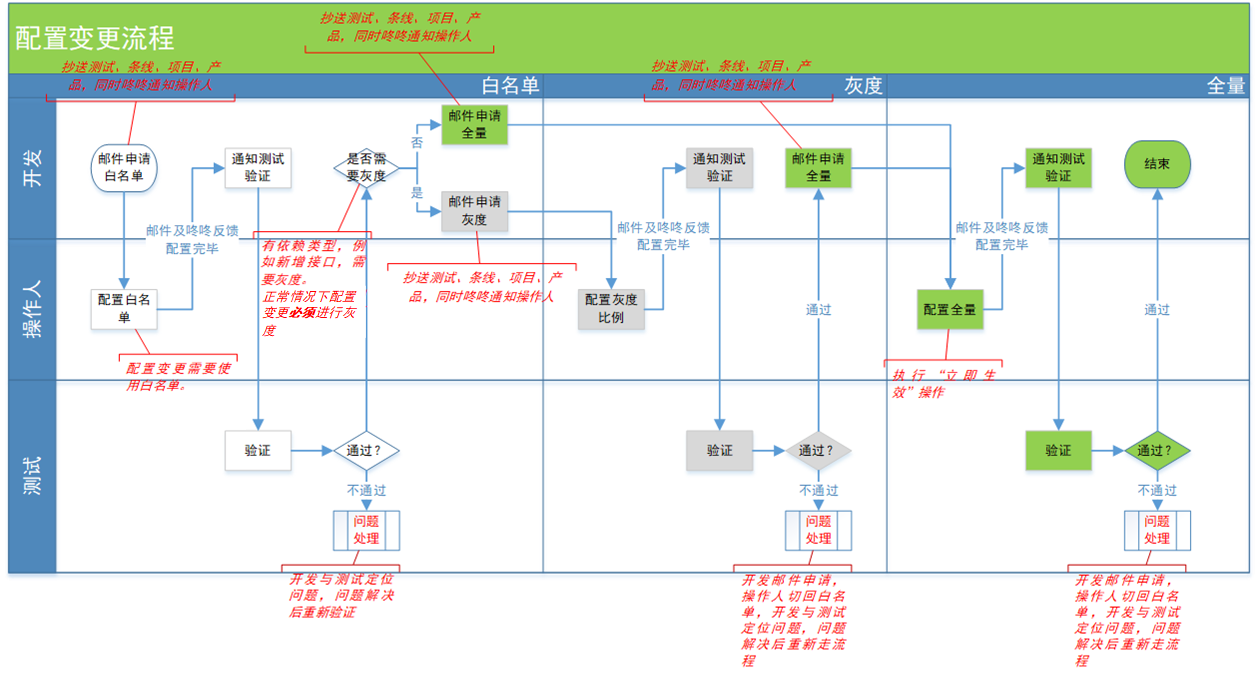 配置变更流程
抄送测试、条线、项目、产
品，同时咚咚通知操作人
抄送测试、条线、项目、产
品，同时咚咚通知操作人
抄送测试、条线、项目、产
品，同时咚咚通知操作人
白名单
灰度
全量
开发
邮件申请
白名单
通知测试
验证
是否需
要灰度
否
是
邮件申请
全量
邮件申请
灰度
通知测试
验证
邮件申请
全量
通知测试
验证
结束
邮件及咚咚反馈
配置完毕
邮件及咚咚反馈
配置完毕
邮件及咚咚反馈
配置完毕
有依赖类型，例
如新增接口，需
要灰度。
正常情况下配置
变更必须进行灰
度
抄送测试、条线、项目、产
品，同时咚咚通知操作人
操作人
配置白名
单
配置灰度
比例
通过
配置全量
通过
配置变更需要使
用白名单。
执行“立即生
效”操作
测试
验证
通过？
验证
通过？
验证
通过？
不通过
不通过
不通过
问题
处理
问题
处理
问题
处理
开发与测试定位
问题，问题解决
后重新验证
开发邮件申请，
操作人切回白名
单，开发与测试
定位问题，问题
解决后重新走流
程
开发邮件申请，
操作人切回白名
单，开发与测试
定位问题，问题
解决后重新走流
程